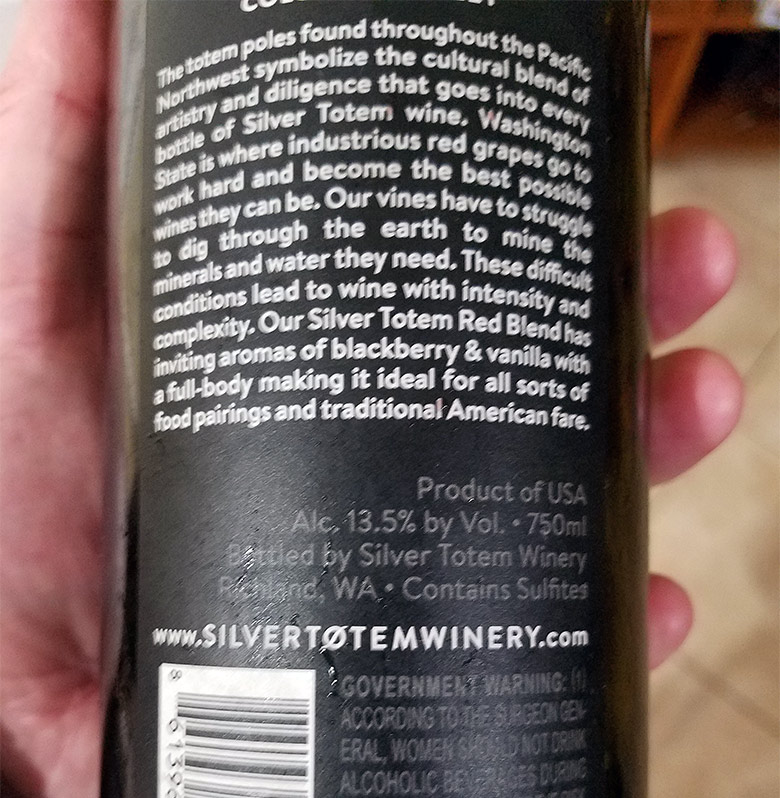 The totem poles found throughout the Pacific
Northwest symbolize the cultural blend of
artistry and diligence that goes into every
bottle of Silver Totem wine. Washington
State is where industrious red grapes go to
work hard and become the best possible
wines they can be. Our vines have to struggle
to dig through the earth to mine the
minerals and water they need. These difficult
conditions lead to wine with intensity and
complexity. Our Silver Totem Red Blend has
inviting aromas of blackberry & vanilla with
a full-body making it ideal for all sorts of
food pairings and traditional American fare.
Product of USA
Alc. 13.5% by Vol. • 750ml
Bottled by Silver Totem Winery
Richland, WA • Contains Sulfites
www.SILVERTØTEMWINERY.com
GOVERNMENT WARNING: (1)
ACCORDING TO THE SURGEON GEN-
ERAL, WOMEN SHOULD NOT DRINK
ALCOHOLIC BEVERAGES DURING